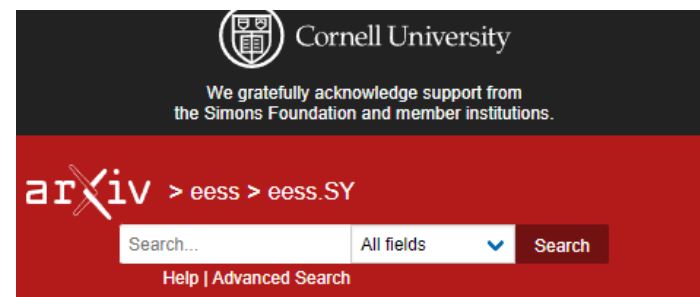 Cornell University
We gratefully acknowledge support from
the Simons Foundation and member institutions.
arXiv > eess > eess.SY
Search... All fields Search
Help | Advanced Search